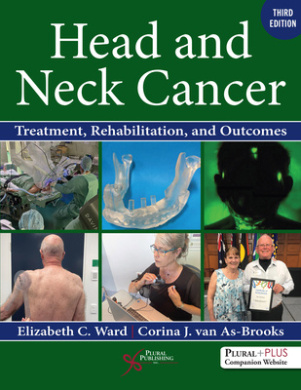 THIRD
EDITION
Head and
Neck Cancer
Treatment, Rehabilitation, and Outcomes
Elizabeth C. Ward | Corina J. van As-Brooks
PLURAL
PUBLISHING
PLURAL+PLUS
Companion Website